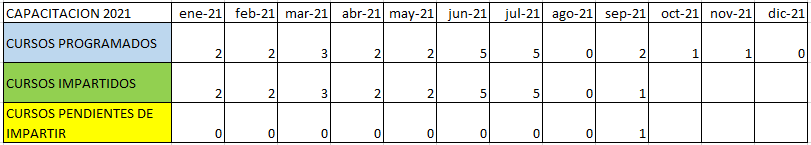 CAPACITACION 2021 ene-21 feb-21 mar-21 abr-21 may-21 jun-21 jul-21 ago-21 sep-21 oct-21 nov-21 dic-21
CURSOS PROGRAMADOS 2 2 3 2 2 5 5 0 2 1 1 0
CURSOS IMPARTIDOS 2 2 3 2 2 5 5 0 1
CURSOS PENDIENTES DE
IMPARTIR 0 0 0 0 0 0 0 0 1